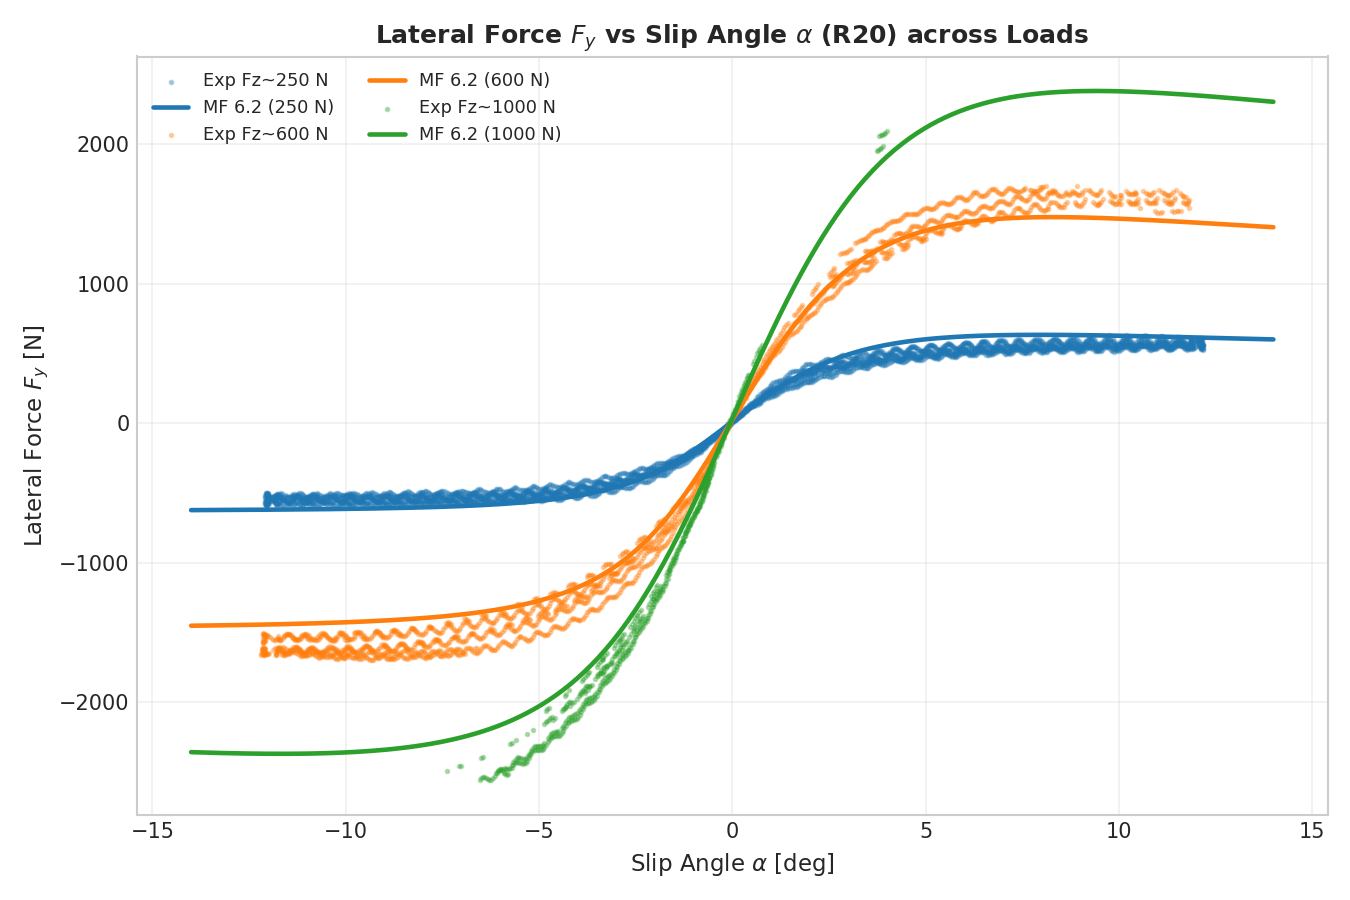 Lateral Force F_y vs Slip Angle α (R20) across Loads
Exp Fz~250 N
MF 6.2 (250 N)
Exp Fz~600 N
MF 6.2 (600 N)
Exp Fz~1000 N
MF 6.2 (1000 N)
Lateral Force F_y [N]
2000
1000
0
−1000
−2000
−15
−10
−5
0
5
10
15
Slip Angle α [deg]